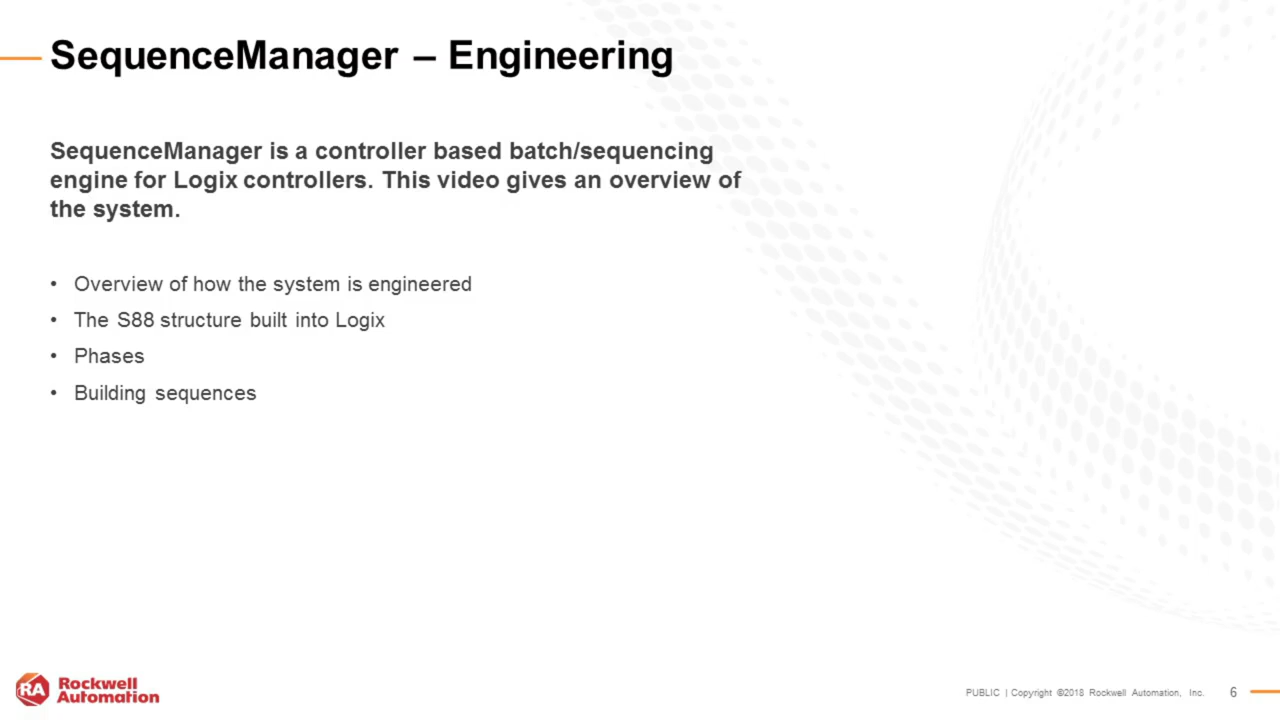 SequenceManager – Engineering
SequenceManager is a controller based batch/sequencing
engine for Logix controllers. This video gives an overview of
the system.
• Overview of how the system is engineered
• The S88 structure built into Logix
• Phases
• Building sequences
RA
Rockwell
Automation
PUBLIC | Copyright ©2018 Rockwell Automation, Inc.
6